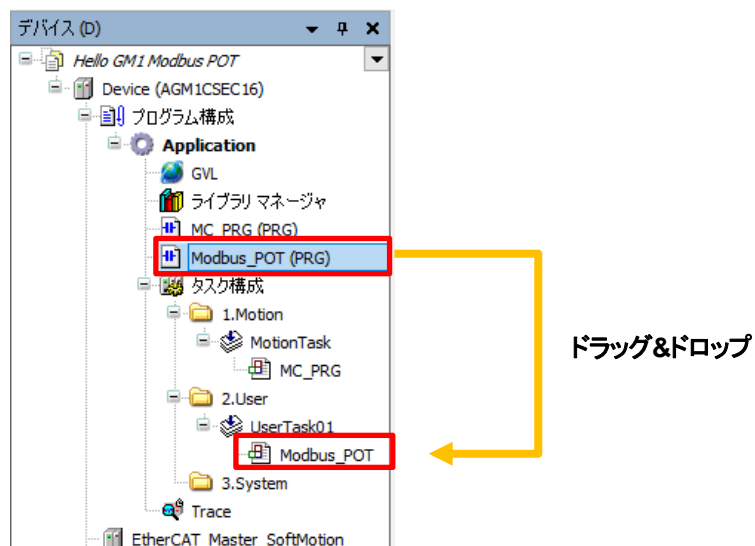 デバイス (D)
Hello GM1 Modbus POT
Device (AGM1CSEC16)
プログラム構成
Application
GVL
ライブラリ マネージャ
MC_PRG (PRG)
Modbus_POT (PRG)
タスク構成
1.Motion
MotionTask
MC_PRG
2.User
UserTask01
Modbus_POT
3.System
Trace
EtherCAT_Master_SoftMotion
ドラッグ&ドロップ